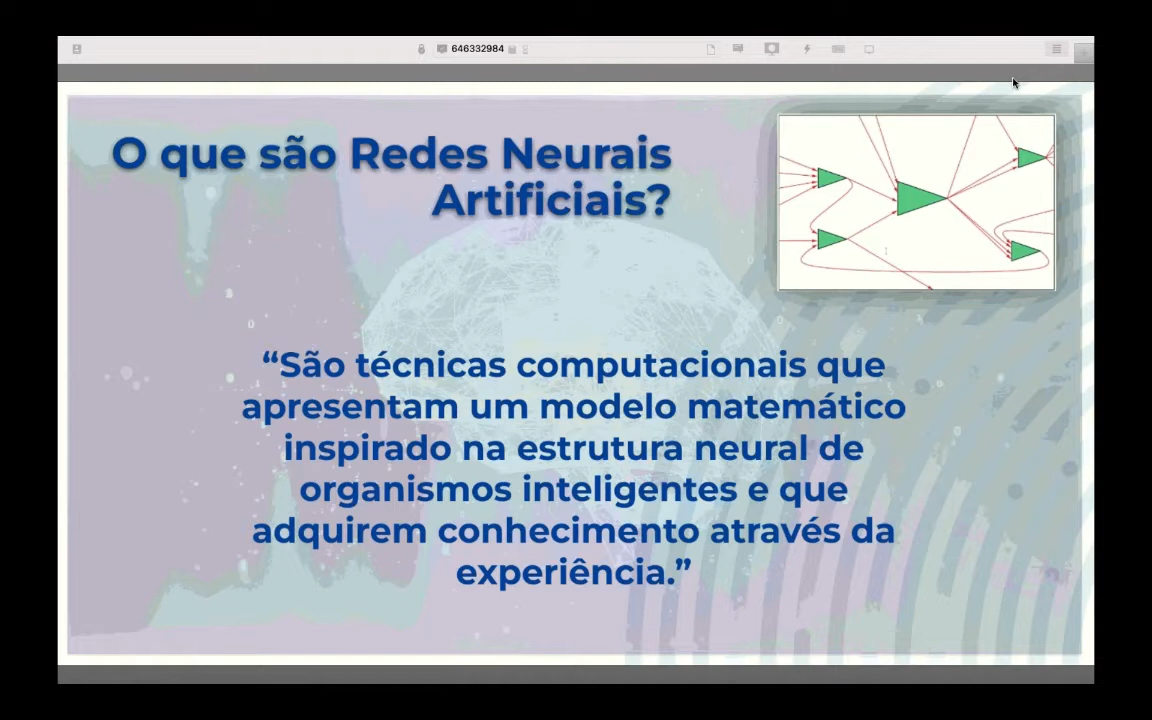 646332984
O que são Redes Neurais
Artificiais?
“São técnicas computacionais que
apresentam um modelo matemático
inspirado na estrutura neural de
organismos inteligentes e que
adquirem conhecimento através da
experiência.”